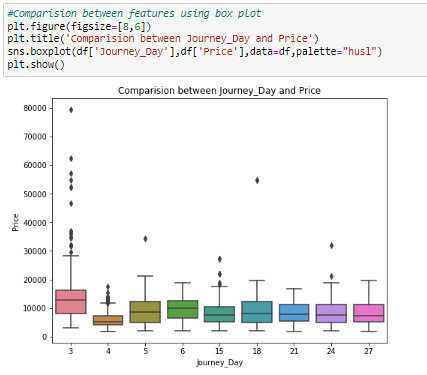 #Comparision between features using box plot
plt.figure(figsize=[8,6])
plt.title('Comparision between Journey_Day and Price')
sns.boxplot(df['Journey_Day'],df['Price'],data=df,palette="husl")
plt.show()
Comparision between Journey_Day and Price
80000
70000
60000
50000
40000
30000
20000
10000
0
Price
3 4 5 6 15 18 21 24 27
Journey_Day